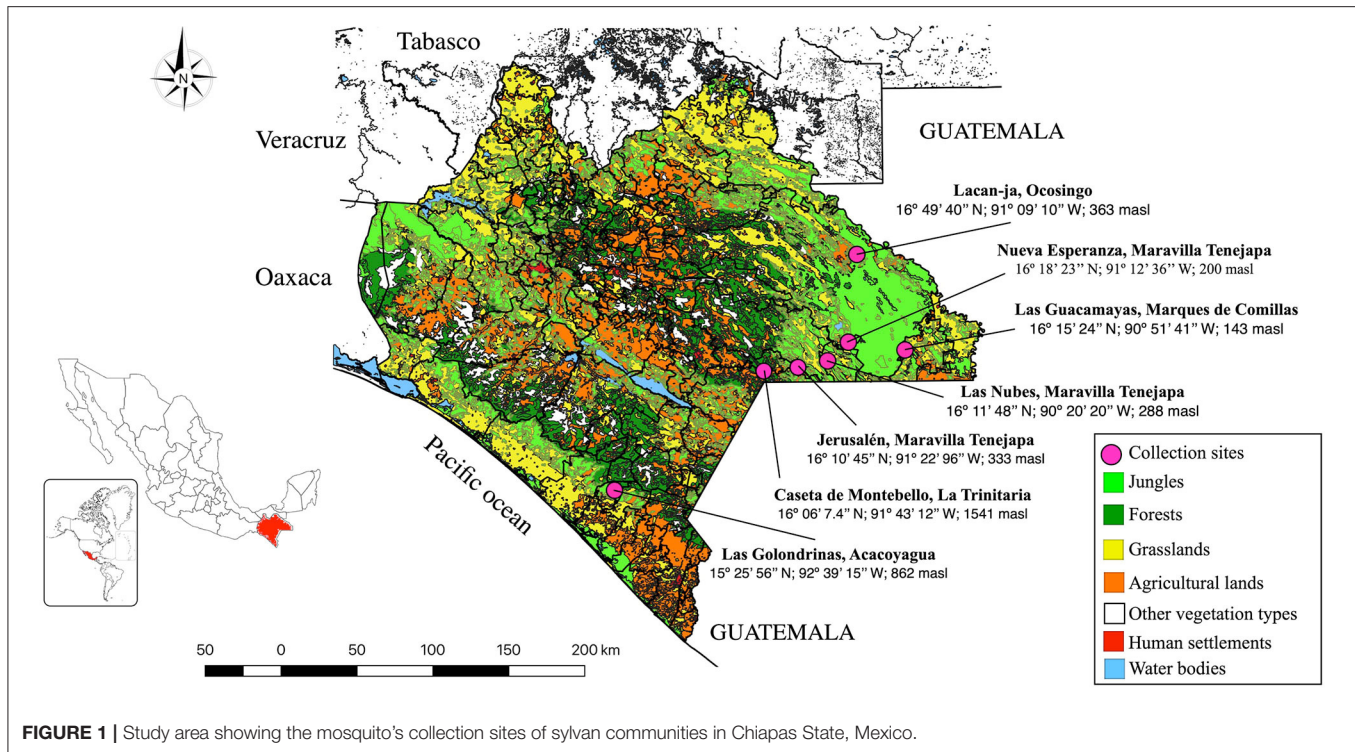 Tabasco
N
Veracruz
GUATEMALA
Lacan-ja, Ocosingo
16º 49’ 40” N; 91º 09’ 10” W; 363 masl
Nueva Esperanza, Maravilla Tenejapa
16º 18’ 23” N; 91º 12’ 36” W; 200 masl
Oaxaca
Las Guacamayas, Marques de Comillas
16º 15’ 24” N; 90º 51’ 41” W; 143 masl
Las Nubes, Maravilla Tenejapa
16º 11’ 48” N; 90º 20’ 20” W; 288 masl
Jerusalén, Maravilla Tenejapa
16º 10’ 45” N; 91º 22’ 96” W; 333 masl
Pacific ocean
Caseta de Montebello, La Trinitaria
16º 06’ 7.4” N; 91º 43’ 12” W; 1541 masl
Las Golondrinas, Acacoyagua
15º 25’ 56” N; 92º 39’ 15” W; 862 masl
GUATEMALA
Collection sites
Jungles
Forests
Grasslands
Agricultural lands
Other vegetation types
Human settlements
Water bodies
50 0 50 100 150 200 km
FIGURE 1 | Study area showing the mosquito’s collection sites of sylvan communities in Chiapas State, Mexico.